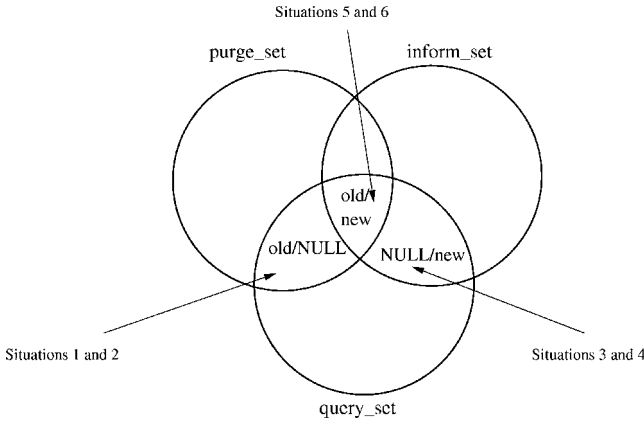 Situations 5 and 6
purge_set
inform_set
old/
new
old/NULL
NULL/new
Situations 1 and 2
Situations 3 and 4
query_set